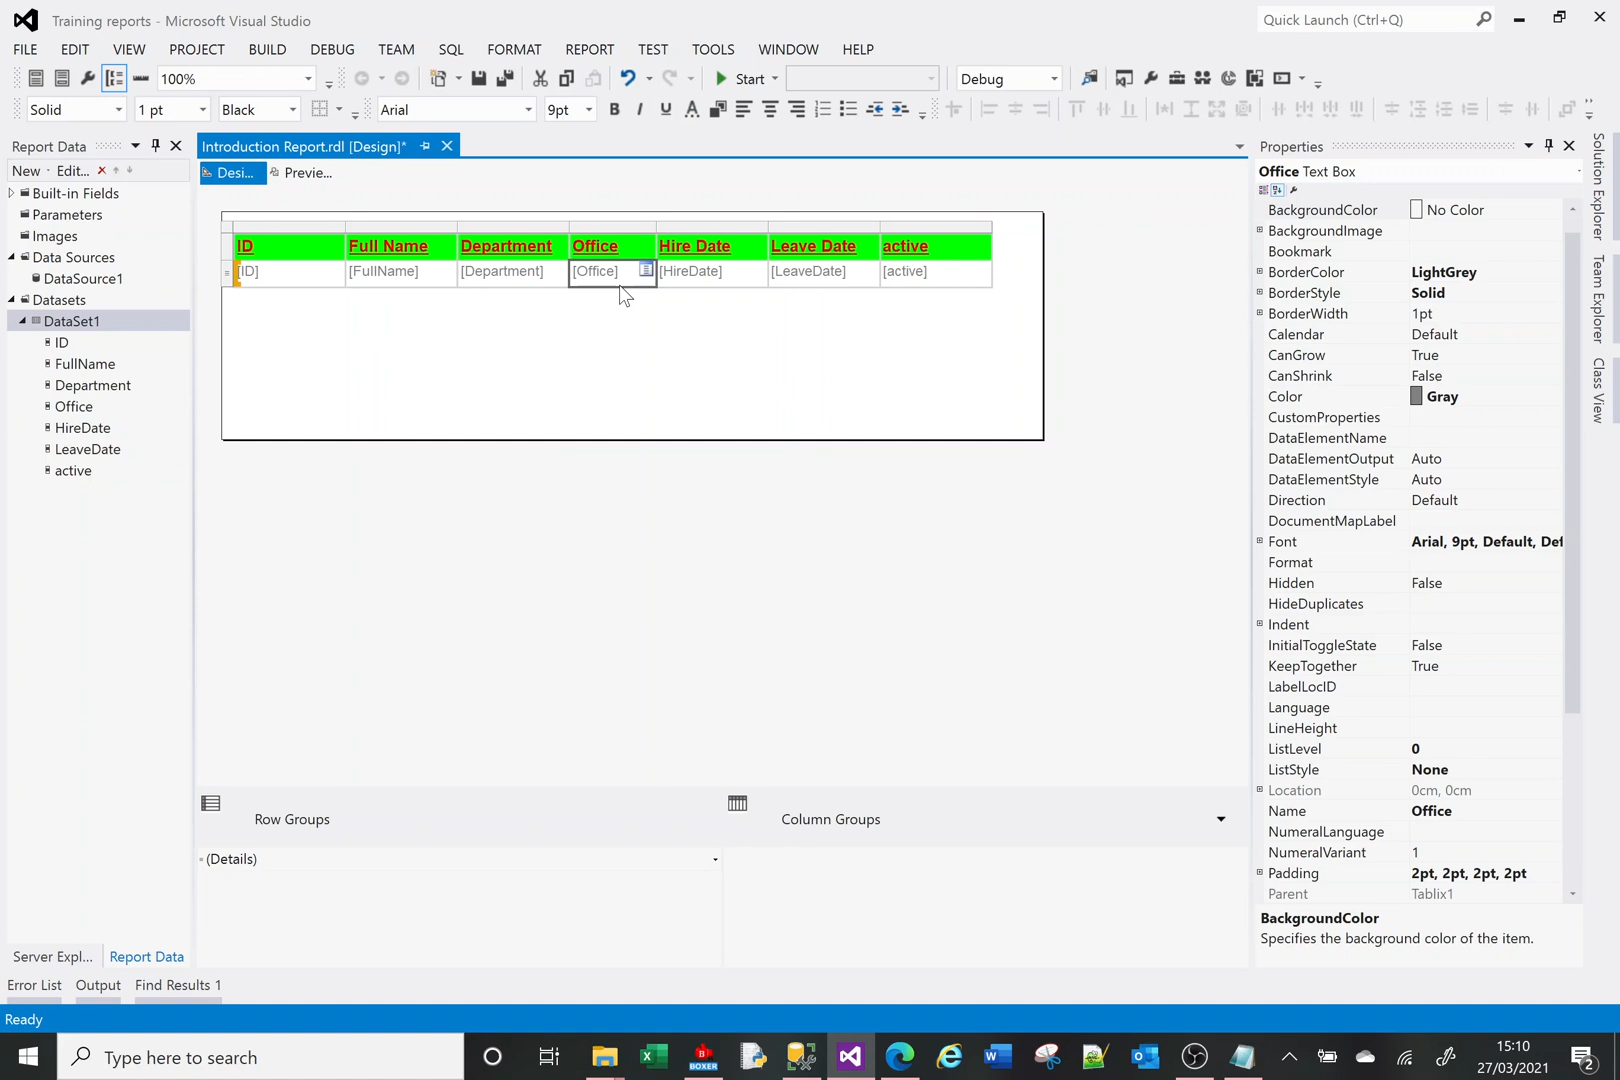 Training reports - Microsoft Visual Studio
Quick Launch (Ctrl+Q)
FILE EDIT VIEW PROJECT BUILD DEBUG TEAM SQL FORMAT REPORT TEST TOOLS WINDOW HELP
100% Start Debug
Solid 1 pt Black Arial 9pt B I U A
Report Data
New Edit...
Built-in Fields
Parameters
Images
Data Sources
DataSource1
Datasets
DataSet1
ID
FullName
Department
Office
HireDate
LeaveDate
active
Server Expl... Report Data
Introduction Report.rdl [Design]*
Desi... Previe...
ID Full Name Department Office Hire Date Leave Date active
[ID] [FullName] [Department] [Office] [HireDate] [LeaveDate] [active]
Row Groups Column Groups
(Details)
Properties
Office Text Box
BackgroundColor No Color
BackgroundImage
Bookmark
BorderColor LightGrey
BorderStyle Solid
BorderWidth 1pt
Calendar Default
CanGrow True
CanShrink False
Color Gray
CustomProperties
DataElementName
DataElementOutput Auto
DataElementStyle Auto
Direction Default
DocumentMapLabel
Font Arial, 9pt, Default, Def
Format
Hidden False
HideDuplicates
Indent
InitialToggleState False
KeepTogether True
LabelLocID
Language
LineHeight
ListLevel 0
ListStyle None
Location 0cm, 0cm
Name Office
NumeralLanguage
NumeralVariant 1
Padding 2pt, 2pt, 2pt, 2pt
Parent Tablix1
BackgroundColor
Specifies the background color of the item.
Solution Explorer
Team Explorer
Class View
Error List Output Find Results 1
Ready
Type here to search
BOXER
15:10
27/03/2021
2